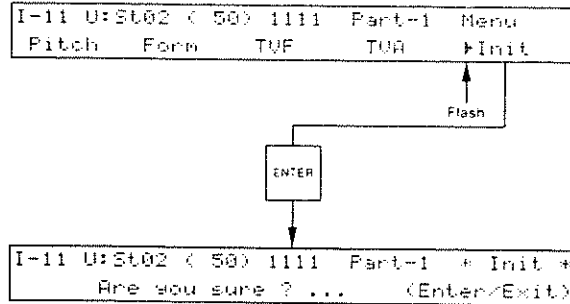 I-11 U:St02 ( 50) 1111 Part-1 Menu
Pitch Form TVF TVA ▶Init
Flash
ENTER
I-11 U:St02 ( 50) 1111 Part-1 * Init *
Are you sure ? ... (Enter/Exit)